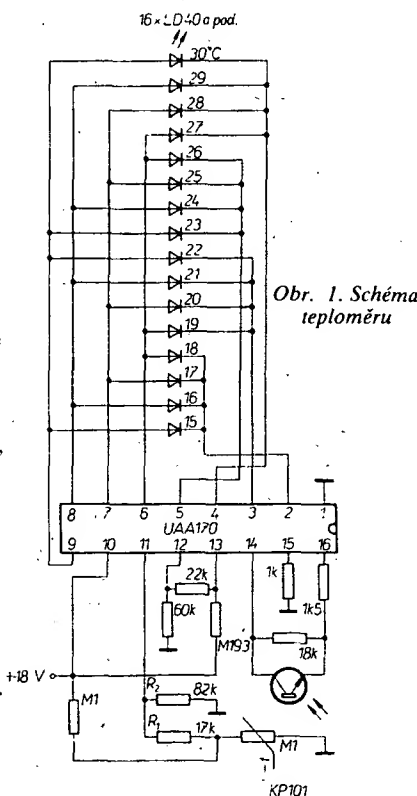 16 × LD40 a pod.
30°C
29
28
27
26
25
24
23
22
21
20
19
18
17
16
15
Obr. 1. Schéma
teploměru
8 7 6 5 4 3 2 1
UAA170
9 10 11 12 13 14 15 16
22k
60k
M193
1k
1k5
18k
+18 V
M1
R2
82k
R1
17k
M1
-t
KP101